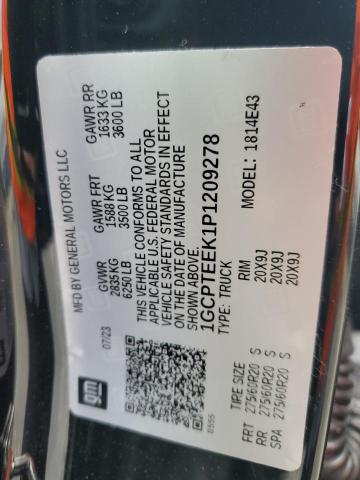 MFD BY GENERAL MOTORS LLC
07/23
GVWR
2835 KG
6250 LB
GAWR FRT
1588 KG
3500 LB
GAWR RR
1633 KG
3600 LB
THIS VEHICLE CONFORMS TO ALL
APPLICABLE U.S. FEDERAL MOTOR
VEHICLE SAFETY STANDARDS IN EFFECT
ON THE DATE OF MANUFACTURE
SHOWN ABOVE.
1GCPTEEK1P1209278
TYPE: TRUCK
MODEL: 1814E43
gm
TIRE SIZE
RIM
FRT 275/60R20 S 20X9J
RR 275/60R20 S 20X9J
SPA 275/60R20 S 20X9J